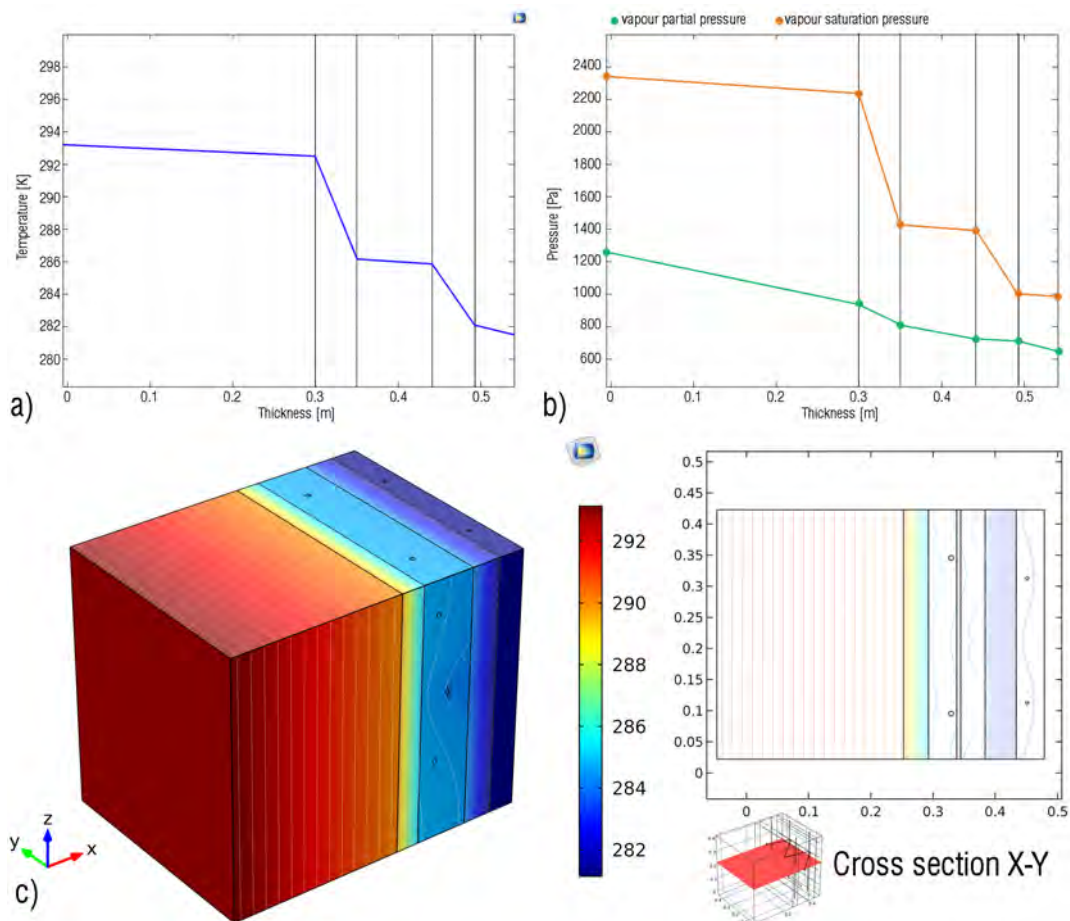 vapour partial pressure vapour saturation pressure
298
296
294
292
290
288
286
284
282
280
Temperature [K]
0 0.1 0.2 0.3 0.4 0.5
Thickness [m]
a)
2400
2200
2000
1800
1600
1400
1200
1000
800
600
Pressure [Pa]
0 0.1 0.2 0.3 0.4 0.5
Thickness [m]
b)
z
y
x
c)
292
290
288
286
284
282
0.5
0.45
0.4
0.35
0.3
0.25
0.2
0.15
0.1
0.05
0
0 0.1 0.2 0.3 0.4 0.5
Cross section X-Y